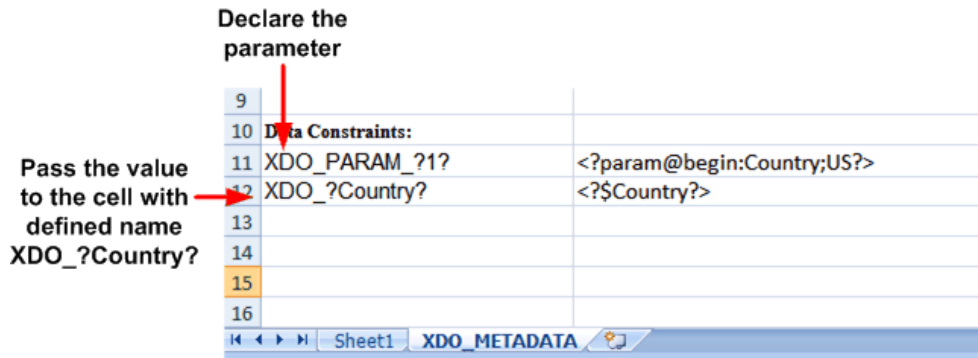 Declare the
parameter
9
10 Data Constraints:
11 XDO_PARAM_?1? <?param@begin:Country;US?>
Pass the value
to the cell with
defined name
XDO_?Country?
12 XDO_?Country? <?$Country?>
13
14
15
16
Sheet1 XDO_METADATA